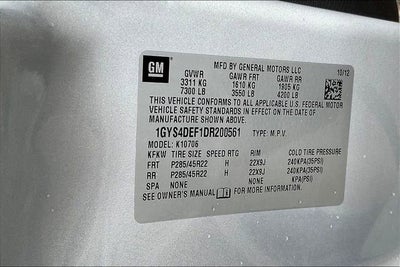 GM
MFD BY GENERAL MOTORS LLC 10/12
GVWR GAWR FRT GAWR RR
3311 KG 1610 KG 1905 KG
7300 LB 3550 LB 4200 LB
THIS VEHICLE CONFORMS TO ALL APPLICABLE U.S. FEDERAL
MOTOR VEHICLE SAFETY STANDARDS IN EFFECT ON THE DATE OF
MANUFACTURE SHOWN ABOVE.
1GYS4DEF1DR200561 TYPE: M.P.V.
MODEL: K10706
KFKW TIRE SIZE SPEED RTG RIM COLD TIRE PRESSURE
FRT P285/45R22 H 22X9J 240KPA(35PSI)
RR P285/45R22 H 22X9J 240KPA(35PSI)
SPA NONE NONE KPA(PSI)
SEE OWNER'S MANUAL FOR MORE INFORMATION